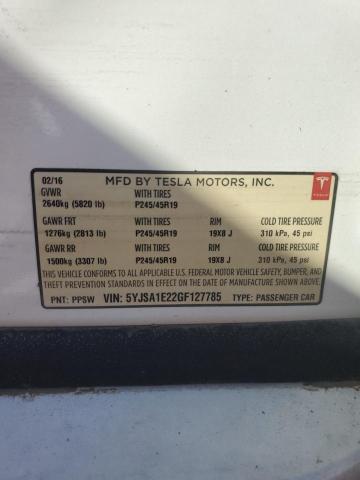 02/16 MFD BY TESLA MOTORS, INC.
GVWR WITH TIRES
2640kg (5820 lb) P245/45R19
GAWR FRT WITH TIRES RIM COLD TIRE PRESSURE
1276kg (2813 lb) P245/45R19 19X8 J 310 kPa, 45 psi
GAWR RR WITH TIRES RIM COLD TIRE PRESSURE
1500kg (3307 lb) P245/45R19 19X8 J 310 kPa, 45 psi
THIS VEHICLE CONFORMS TO ALL APPLICABLE U.S. FEDERAL MOTOR VEHICLE SAFETY, BUMPER, AND
THEFT PREVENTION STANDARDS IN EFFECT ON THE DATE OF MANUFACTURE SHOWN ABOVE.
PNT: PPSW VIN: 5YJSA1E22GF127785 TYPE: PASSENGER CAR
TESLA